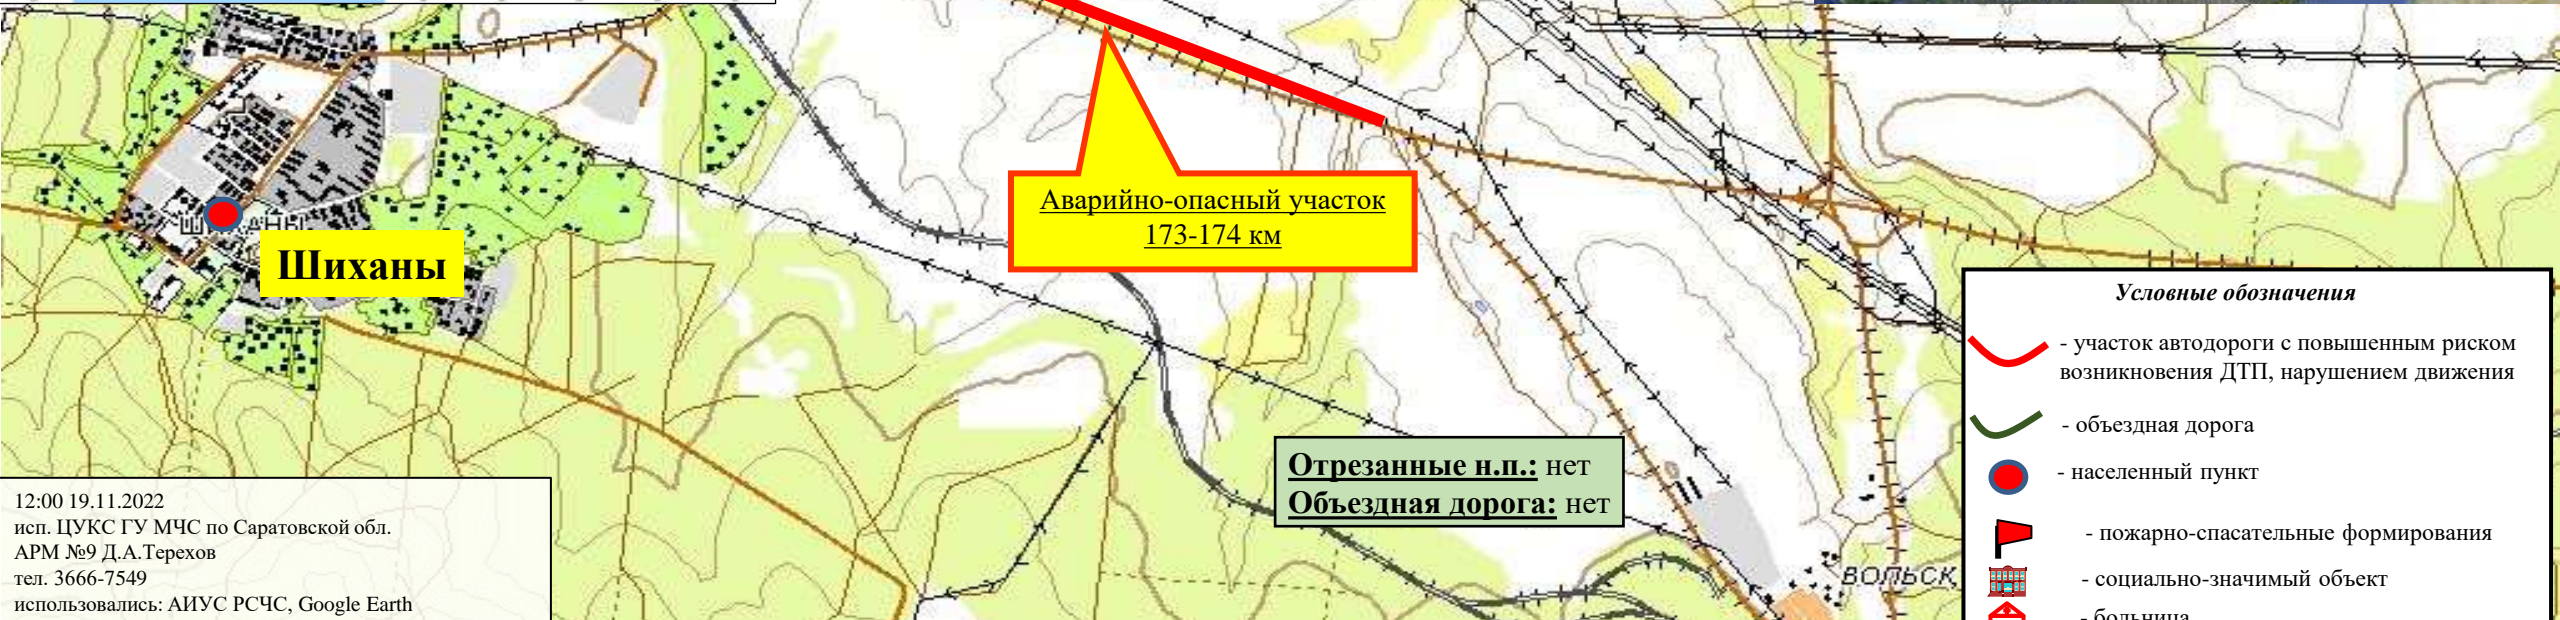 Аварийно-опасный участок
173-174 км
Шиханы
Условные обозначения
- участок автодороги с повышенным риском
возникновения ДТП, нарушением движения
- объездная дорога
- населенный пункт
- пожарно-спасательные формирования
- социально-значимый объект
- больница
Отрезанные н.п.: нет
Объездная дорога: нет
12:00 19.11.2022
исп. ЦУКС ГУ МЧС по Саратовской обл.
АРМ №9 Д.А.Терехов
тел. 3666-7549
использовались: АИУС РСЧС, Google Earth
ВОЛЬСК